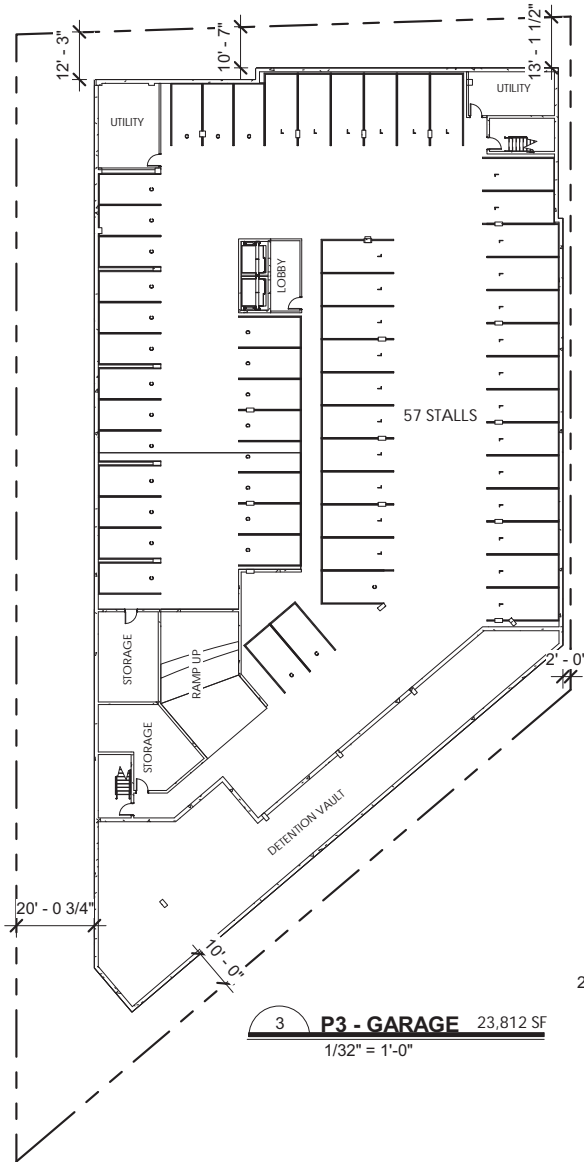 12' - 3"
10' - 7"
13' - 1 1/2"
UTILITY
UTILITY
LOBBY
57 STALLS
STORAGE
RAMP UP
STORAGE
2' - 0"
DETENTION VAULT
20' - 0 3/4"
10' - 0"
2
3 P3 - GARAGE 23,812 SF
1/32" = 1'-0"